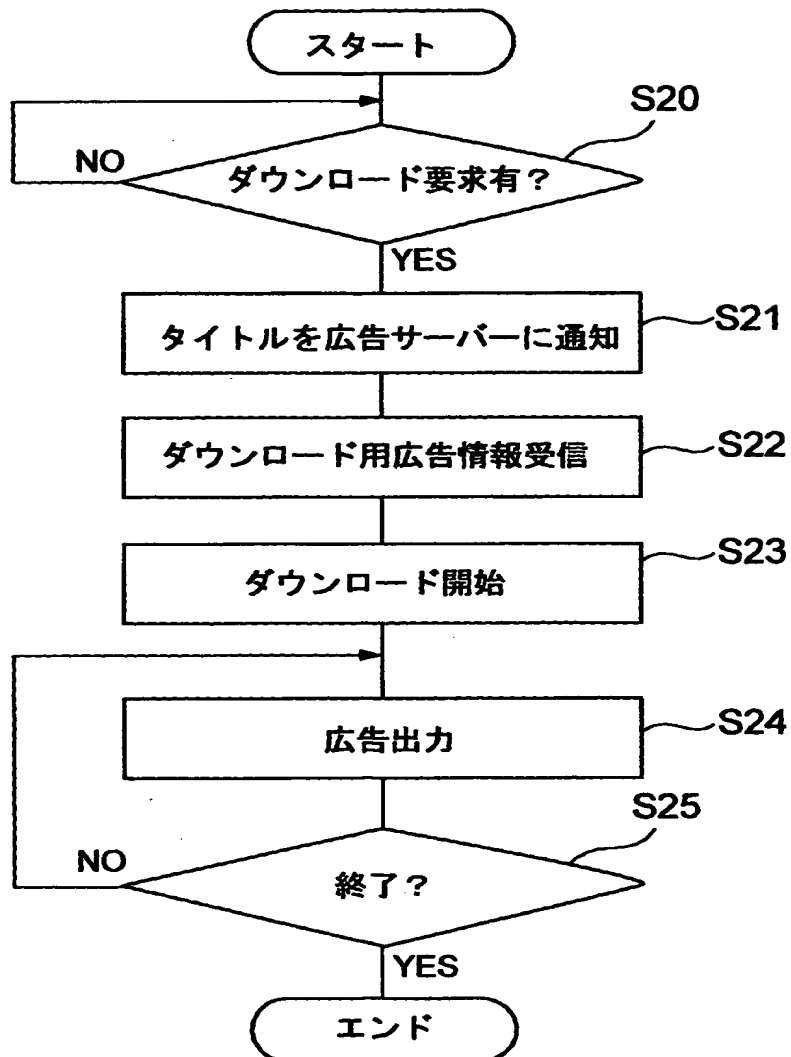 スタート
S20
NO
ダウンロード要求有？
YES
タイトルを広告サーバーに通知
S21
ダウンロード用広告情報受信
S22
ダウンロード開始
S23
広告出力
S24
S25
NO
終了？
YES
エンド